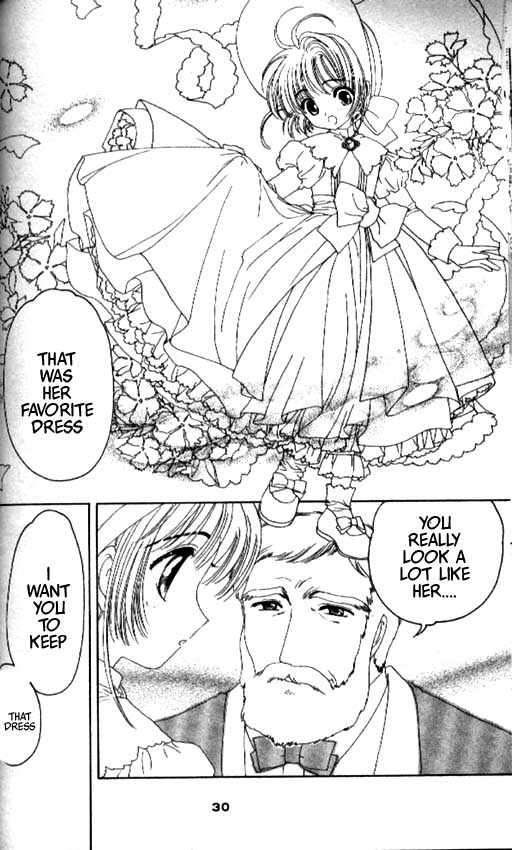 THAT
WAS
HER
FAVORITE
DRESS
YOU
REALLY
LOOK A
LOT LIKE
HER....
I
WANT
YOU
TO
KEEP
THAT
DRESS
30